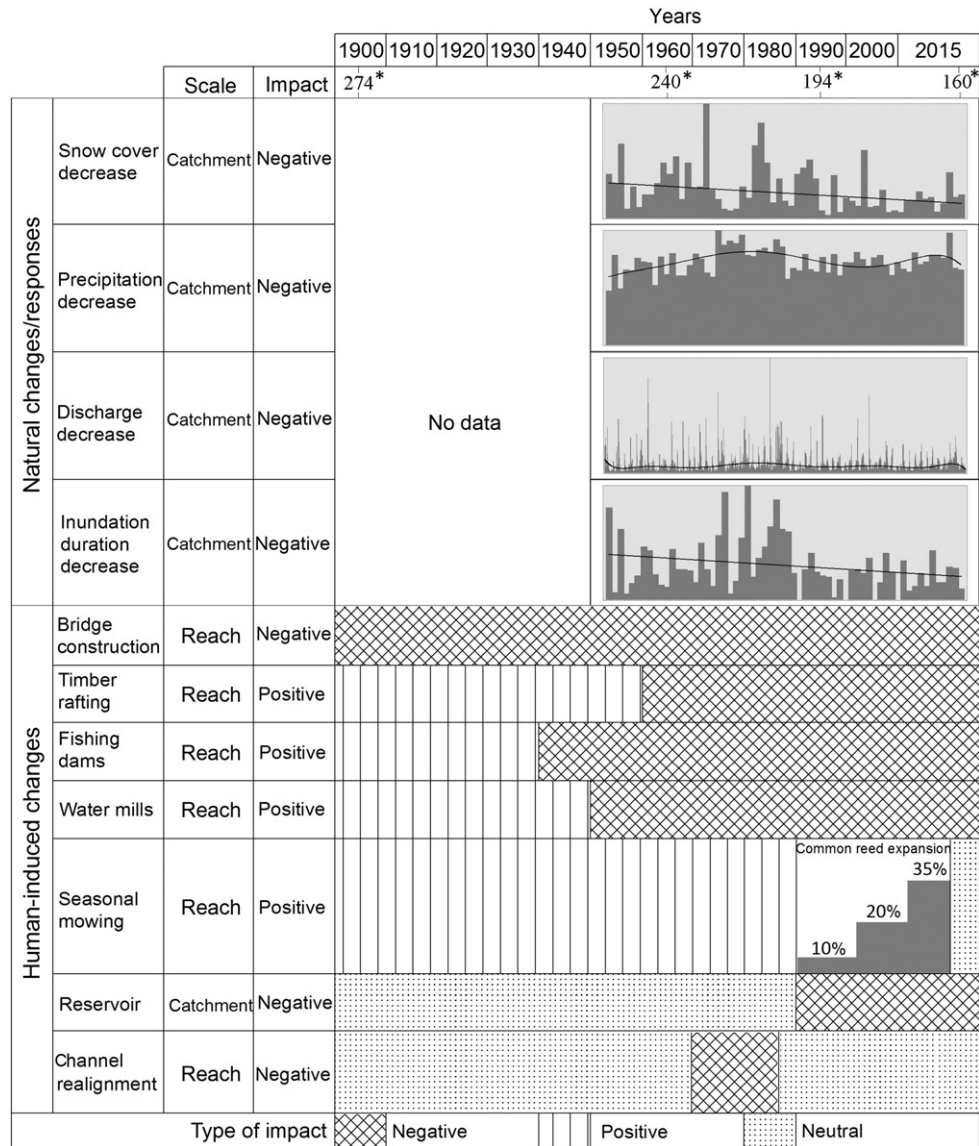 Years
1900 1910 1920 1930 1940 1950 1960 1970 1980 1990 2000 2015
Scale Impact 274* 240* 194* 160*
Natural changes/responses
Snow cover
decrease
Catchment Negative
Precipitation
decrease
Catchment Negative
Discharge
decrease
Catchment Negative
No data
Inundation
duration
decrease
Catchment Negative
Human-induced changes
Bridge
construction
Reach Negative
Timber
rafting
Reach Positive
Fishing
dams
Reach Positive
Water mills Reach Positive
Seasonal
mowing
Reach Positive
Common reed expansion
35%
20%
10%
Reservoir Catchment Negative
Channel
realignment
Reach Negative
Type of impact Negative Positive Neutral